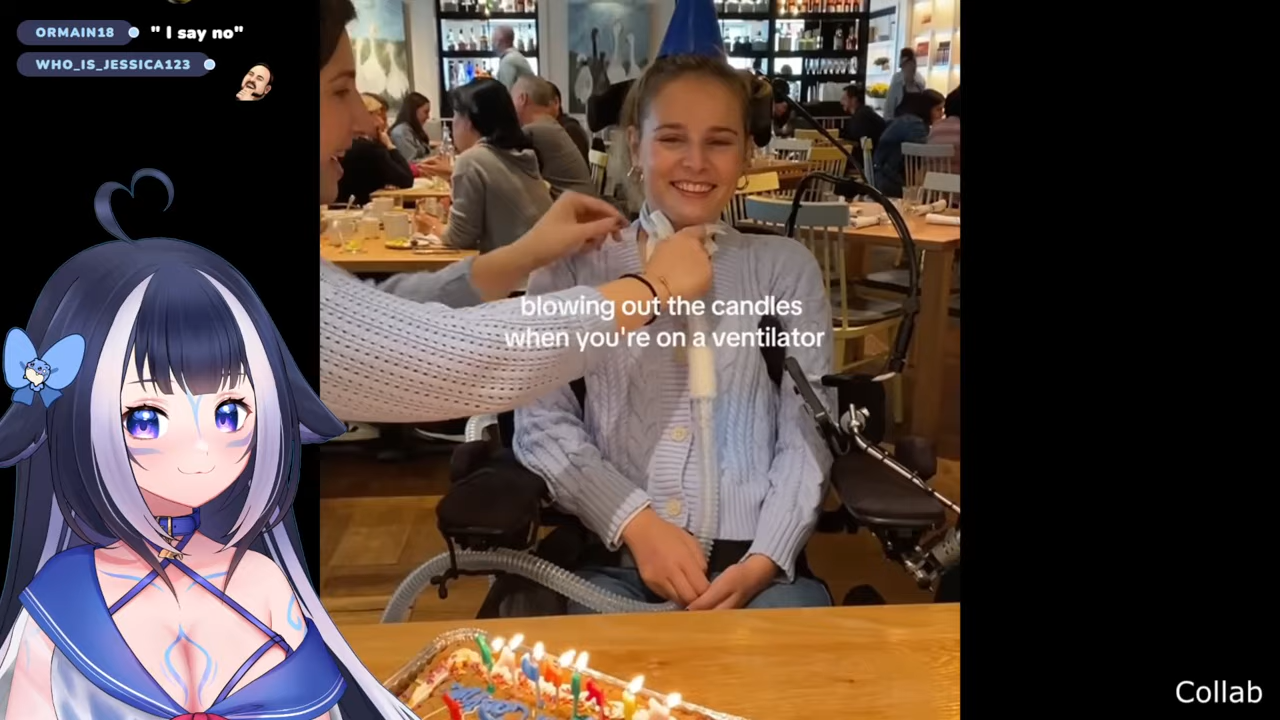 ORMAIN18 " I say no"
WHO_IS_JESSICA123
blowing out the candles
when you're on a ventilator
Collab